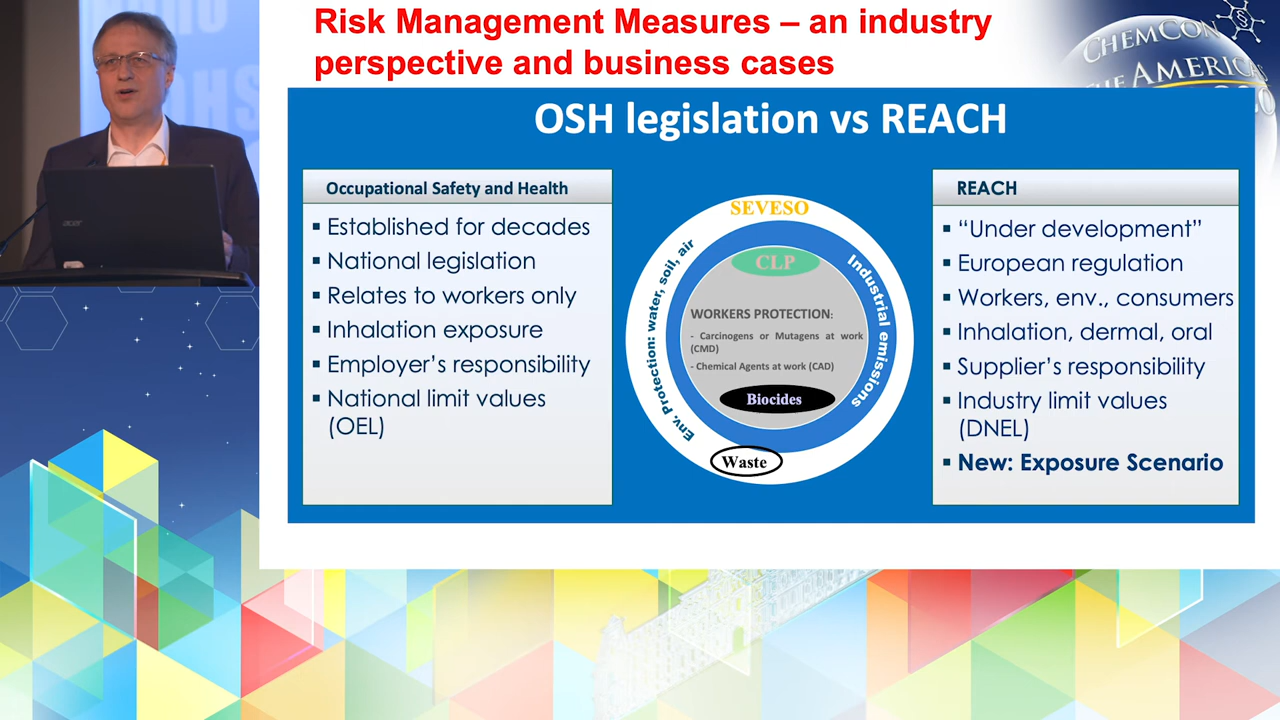 Risk Management Measures – an industry
perspective and business cases
CHEMCON
THE AMERICAS
OSH legislation vs REACH
Occupational Safety and Health
▪ Established for decades
▪ National legislation
▪ Relates to workers only
▪ Inhalation exposure
▪ Employer’s responsibility
▪ National limit values
(OEL)
SEVESO
Env. Protection: water, soil, air
Industrial emissions
CLP
WORKERS PROTECTION:
- Carcinogens or Mutagens at work
(CMD)
- Chemical Agents at work (CAD)
Biocides
Waste
REACH
▪ “Under development”
▪ European regulation
▪ Workers, env., consumers
▪ Inhalation, dermal, oral
▪ Supplier’s responsibility
▪ Industry limit values
(DNEL)
▪ New: Exposure Scenario
acer